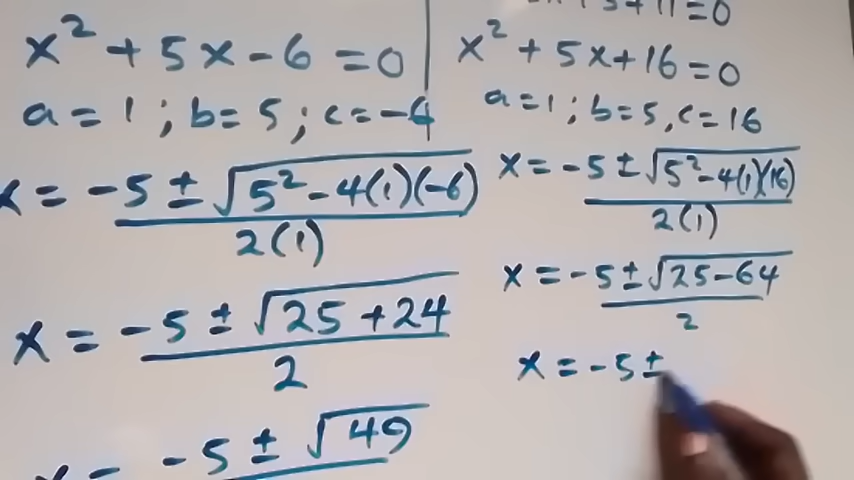 x² + 5x - 6 = 0
a = 1 ; b = 5 ; c = -6
x = -5 ± √5² - 4(1)(-6)
2(1)
x = -5 ± √25 + 24
2
x = -5 ± √49
+ 11 = 0
x² + 5x + 16 = 0
a = 1 ; b = 5 , c = 16
x = -5 ± √5² - 4(1)(16)
2(1)
x = -5 ± √25 - 64
2
x = -5 ±